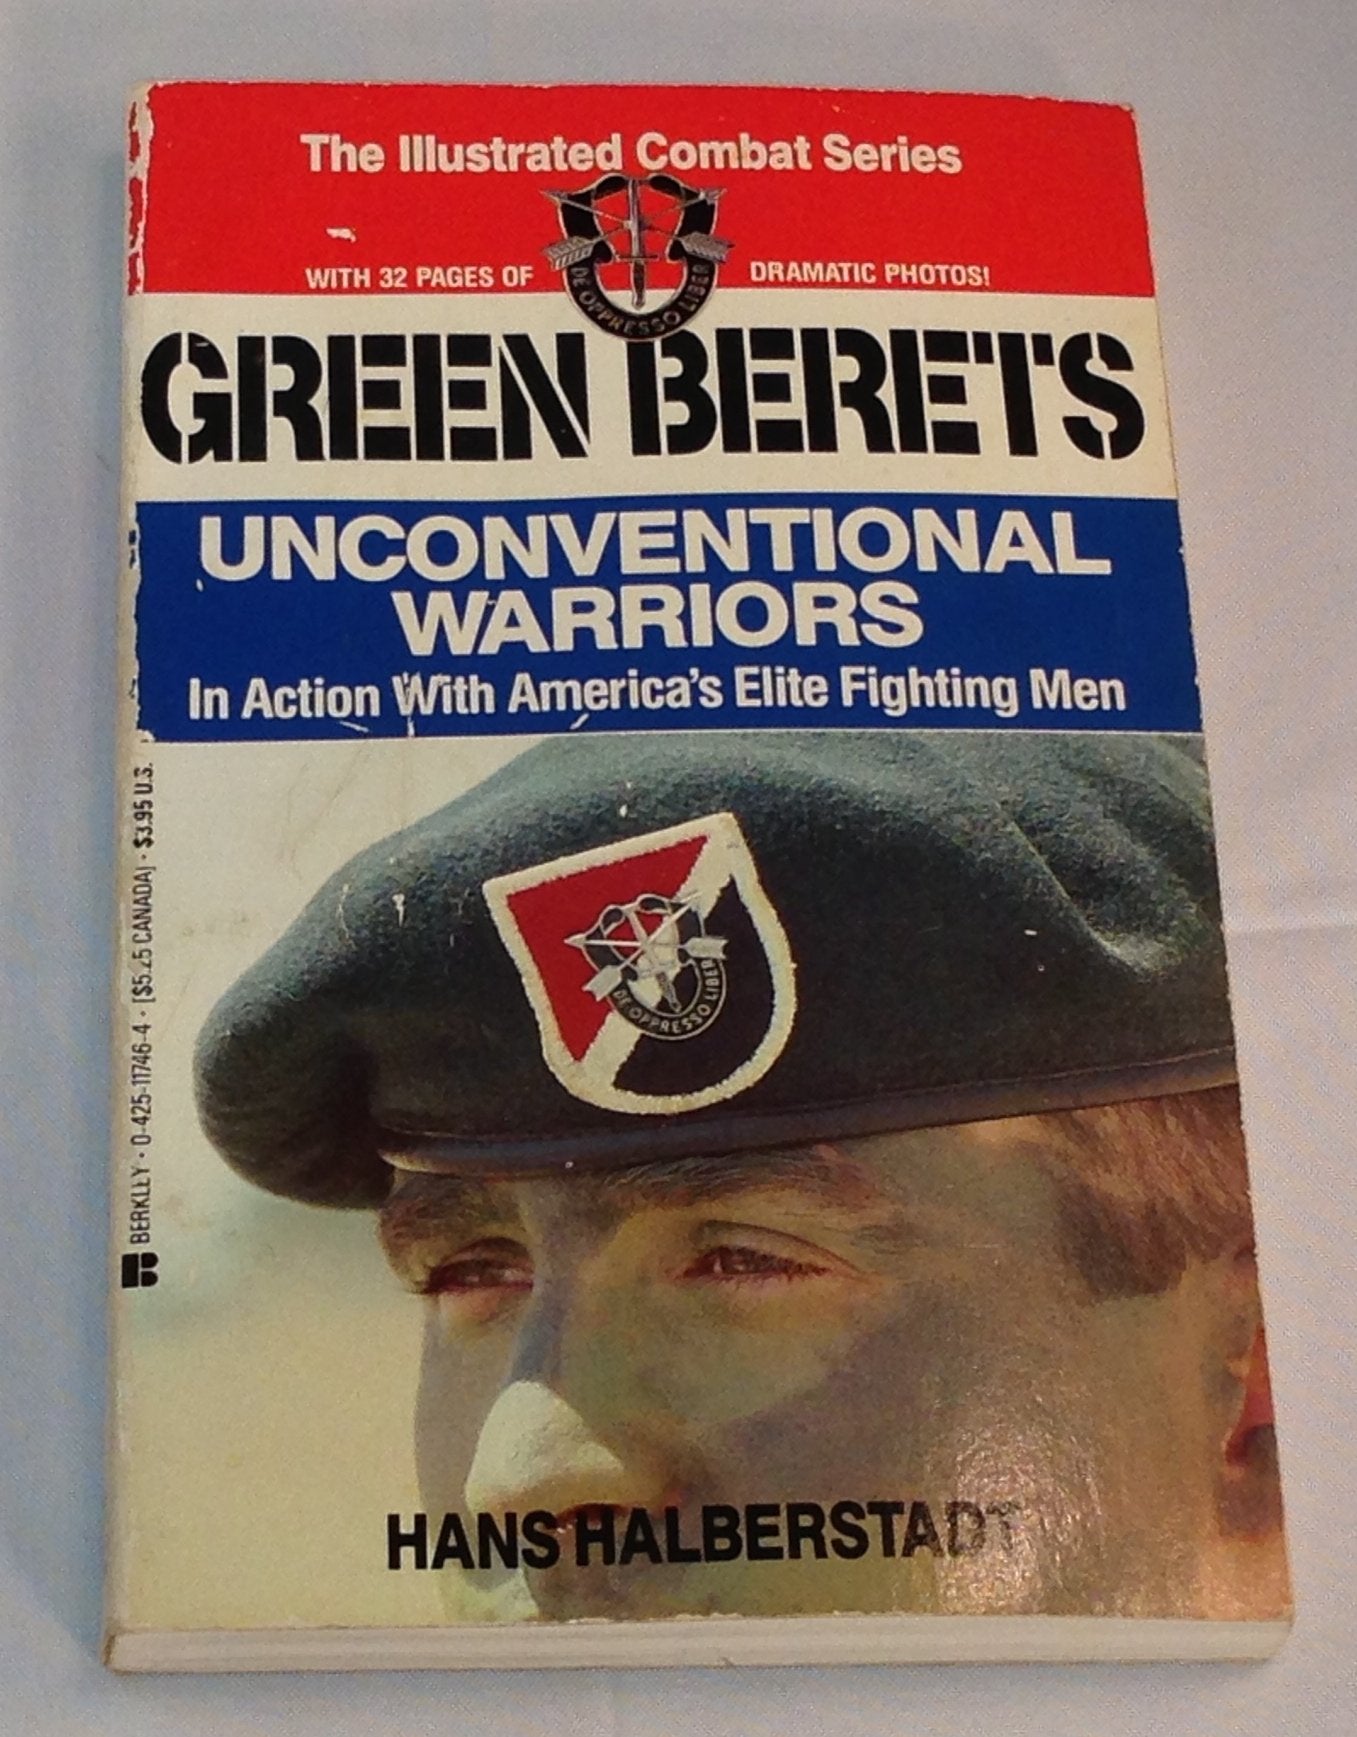 The Illustrated Combat Series
WITH 32 PAGES OF DRAMATIC PHOTOS!
DE OPPRESSO LIBER
GREEN BERETS
UNCONVENTIONAL
WARRIORS
In Action With America's Elite Fighting Men
BERKLEY • 0-425-11746-4 • [$5.25 CANADA] • $3.95 U.S.
DE OPPRESSO LIBER
HANS HALBERSTADT